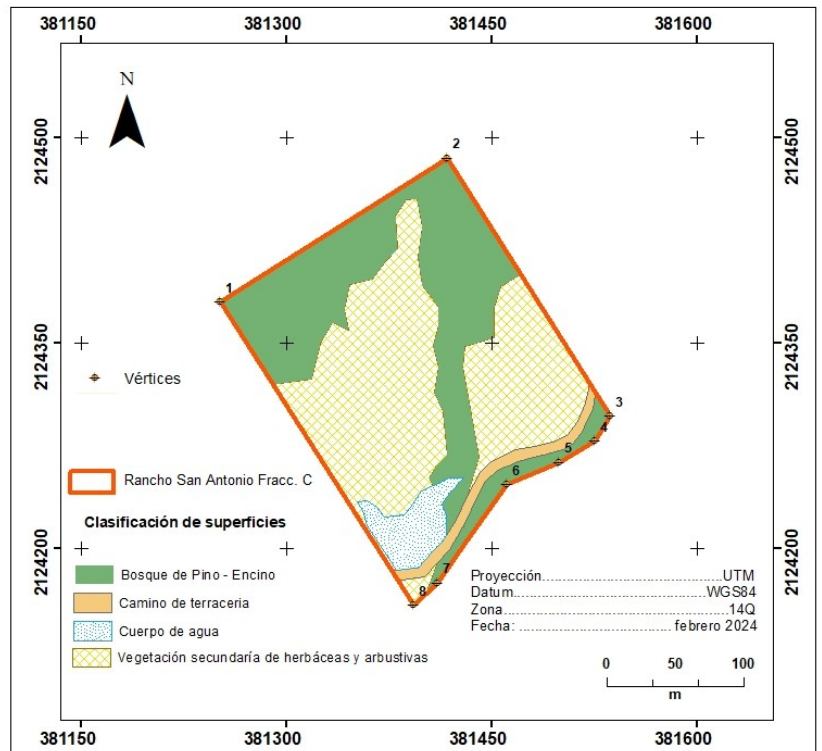 381150 381300 381450 381600
N
2124500 2124500
2
1
2124350 2124350
Vértices
3
4
5
6
Rancho San Antonio Fracc. C
Clasificación de superficies
2124200 2124200
Bosque de Pino - Encino
7
8
Camino de terraceria
Cuerpo de agua
Vegetación secundaría de herbáceas y arbustivas
Proyección.......................................UTM
Datum..........................................WGS84
Zona..................................................14Q
Fecha: ................................ febrero 2024
0 50 100
m
381150 381300 381450 381600